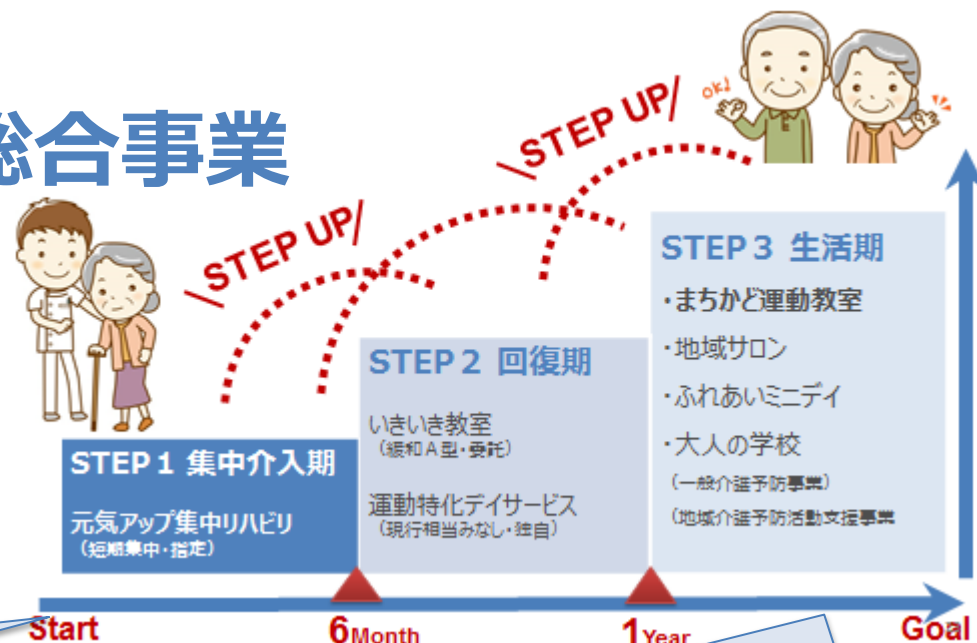 総合事業
\STEP UP/
\STEP UP/
OK!
STEP 1 集中介入期
元気アップ集中リハビリ
（短期集中・指定）
STEP 2 回復期
いきいき教室
（緩和A型・委託）
運動特化デイサービス
（現行相当みなし・独自）
STEP 3 生活期
・まちかど運動教室
・地域サロン
・ふれあいミニデイ
・大人の学校
（一般介護予防事業）
（地域介護予防活動支援事業
Start
6Month
1Year
Goal